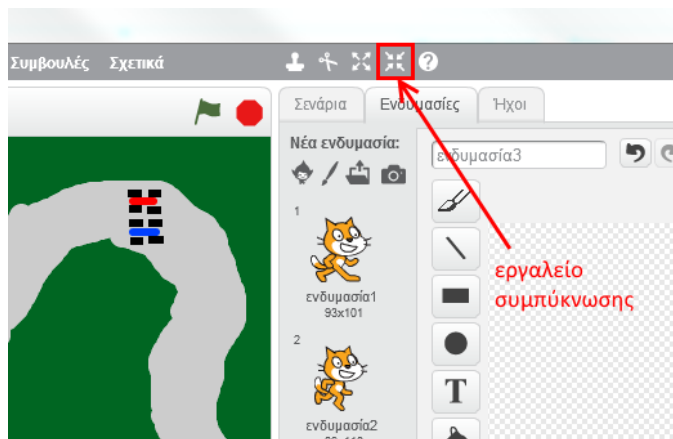 Συμβουλές Σχετικά
Σενάρια Ενδυμασίες Ήχοι
Νέα ενδυμασία:
ενδυμασία3
1
ενδυμασία1
93x101
2
ενδυμασία2
T
εργαλείο
συμπύκνωσης